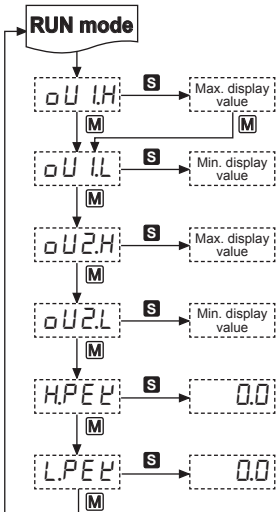 RUN mode
oU1.H
S
Max. display
value
M
M
oU1.L
S
Min. display
value
M
oU2.H
S
Max. display
value
M
oU2.L
S
Min. display
value
M
H.PEK
S
0.0
M
L.PEK
S
0.0
M